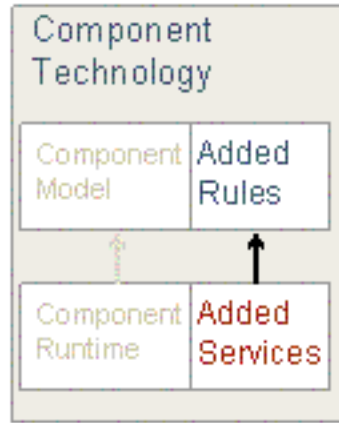 Component
Technology
Component
Model
Added
Rules
Component
Runtime
Added
Services